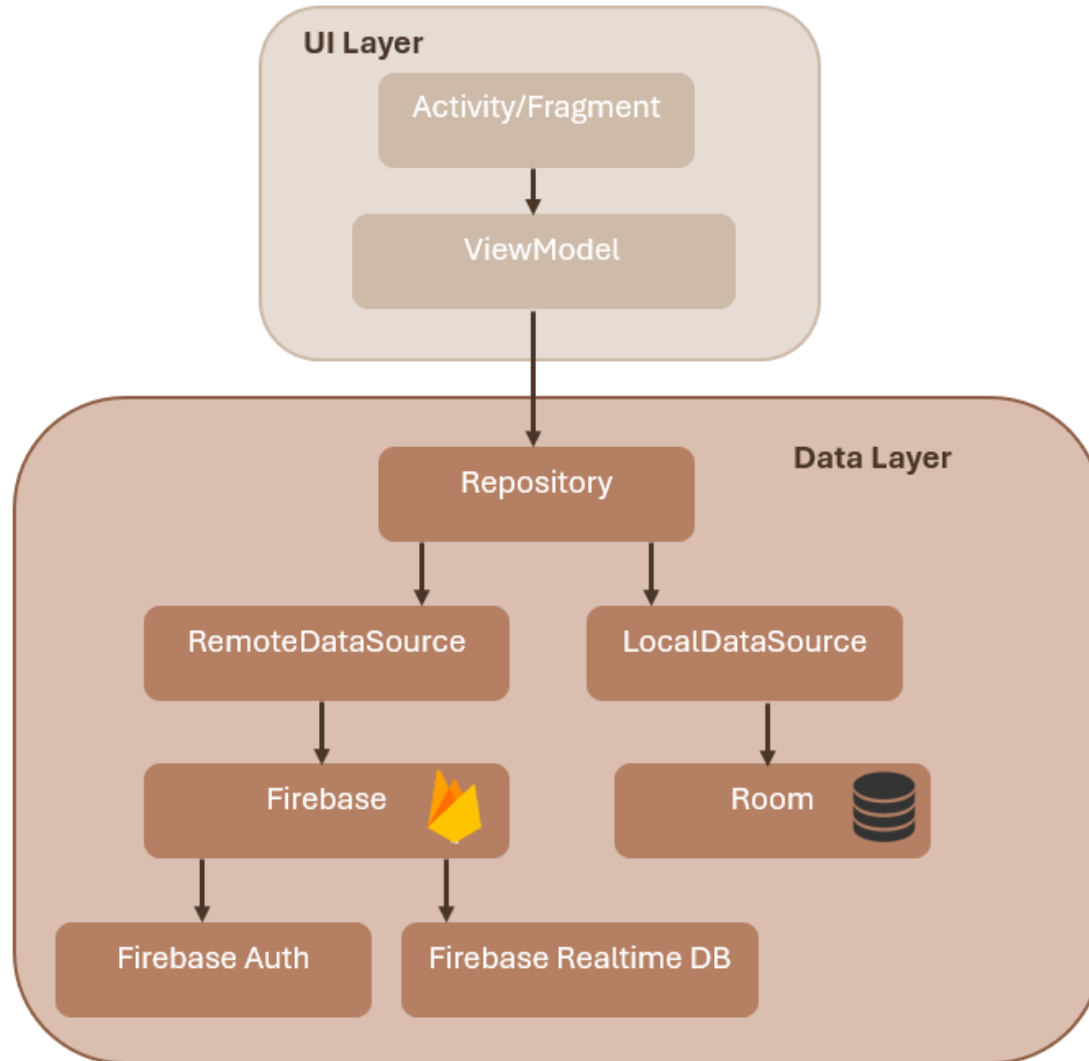 UI Layer
Activity/Fragment
ViewModel
Data Layer
Repository
RemoteDataSource
LocalDataSource
Firebase
Room
Firebase Auth
Firebase Realtime DB